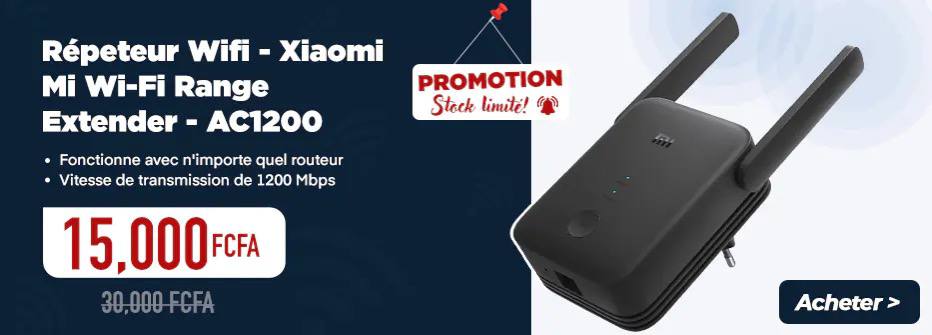 Répeteur Wifi - Xiaomi
Mi Wi-Fi Range
Extender - AC1200
• Fonctionne avec n'importe quel routeur
• Vitesse de transmission de 1200 Mbps
15,000 FCFA
30,000 FCFA
PROMOTION
Stock limité!
mi
Acheter >